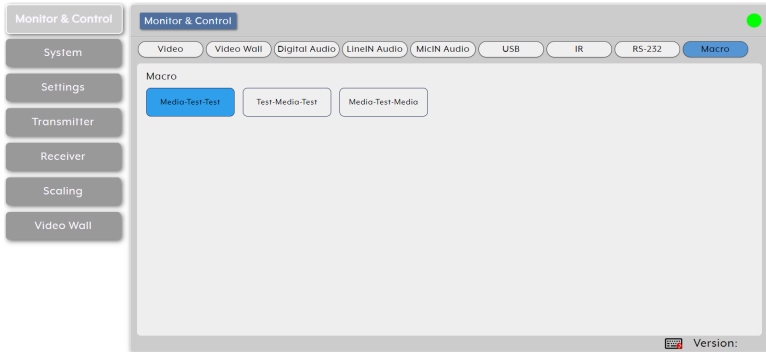 Monitor & Control
System
Settings
Transmitter
Receiver
Scaling
Video Wall
Monitor & Control
Video Video Wall Digital Audio LineIN Audio MicIN Audio USB IR RS-232 Macro
Macro
Media-Test-Test Test-Media-Test Media-Test-Media
Version: